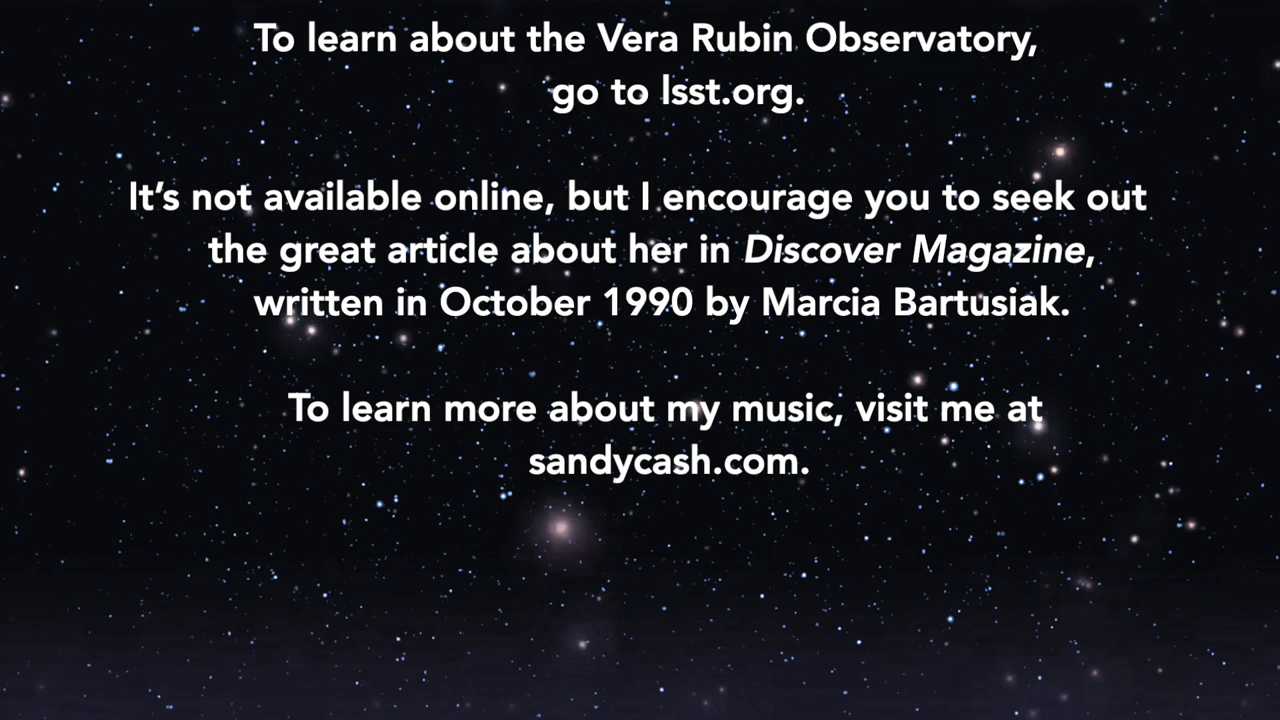 To learn about the Vera Rubin Observatory,
go to lsst.org.
It's not available online, but I encourage you to seek out
the great article about her in Discover Magazine,
written in October 1990 by Marcia Bartusiak.
To learn more about my music, visit me at
sandycash.com.